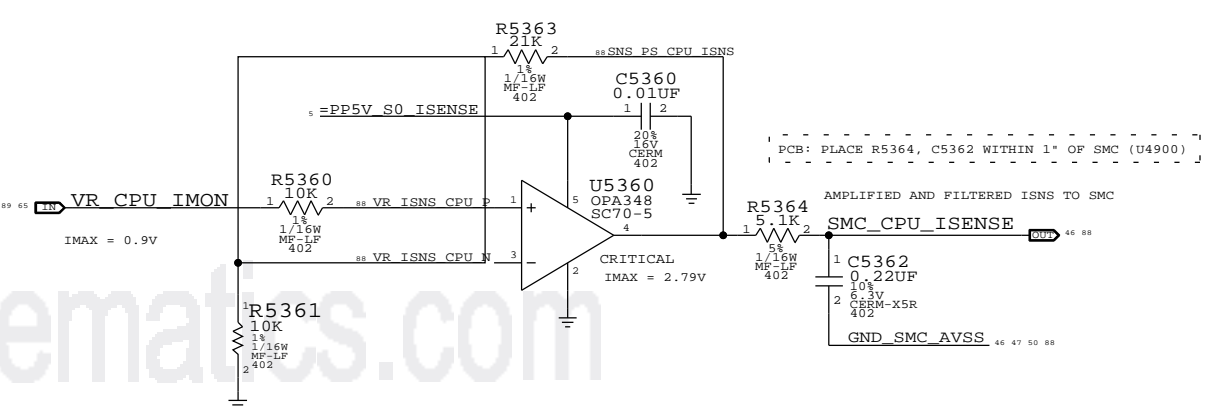 R5363
21K
1 2
1%
1/16W
MF-LF
402
88 SNS_PS_CPU_ISNS
C5360
0.01UF
1 2
20%
16V
CERM
402
5 =PP5V_S0_ISENSE
PCB: PLACE R5364, C5362 WITHIN 1" OF SMC (U4900)
89 65 IN VR_CPU_IMON
IMAX = 0.9V
R5360
10K
1 2
1%
1/16W
MF-LF
402
88 VR_ISNS_CPU_P
1
+
5
U5360
OPA348
SC70-5
4
88 VR_ISNS_CPU_N
3
-
2
CRITICAL
IMAX = 2.79V
AMPLIFIED AND FILTERED ISNS TO SMC
R5364
5.1K
1 2
5%
1/16W
MF-LF
402
SMC_CPU_ISENSE
OUT 46 88
1
C5362
0.22UF
10%
6.3V
CERM-X5R
402
2
GND_SMC_AVSS 46 47 50 88
1
R5361
10K
1%
1/16W
MF-LF
402
2
ematics.com